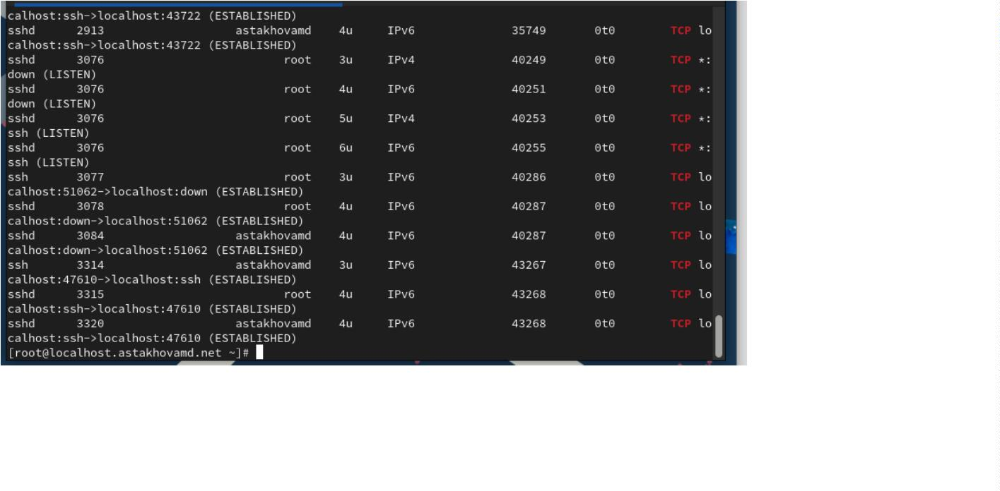 calhost:ssh->localhost:43722 (ESTABLISHED)
sshd      2913                   astakhovamd    4u     IPv6              35749       0t0        TCP lo
calhost:ssh->localhost:43722 (ESTABLISHED)
sshd      3076                          root    3u     IPv4              40249       0t0        TCP *:
down (LISTEN)
sshd      3076                          root    4u     IPv6              40251       0t0        TCP *:
down (LISTEN)
sshd      3076                          root    5u     IPv4              40253       0t0        TCP *:
ssh (LISTEN)
sshd      3076                          root    6u     IPv6              40255       0t0        TCP *:
ssh (LISTEN)
ssh       3077                          root    3u     IPv6              40286       0t0        TCP lo
calhost:51062->localhost:down (ESTABLISHED)
sshd      3078                          root    4u     IPv6              40287       0t0        TCP lo
calhost:down->localhost:51062 (ESTABLISHED)
sshd      3084                   astakhovamd    4u     IPv6              40287       0t0        TCP lo
calhost:down->localhost:51062 (ESTABLISHED)
ssh       3314                   astakhovamd    3u     IPv6              43267       0t0        TCP lo
calhost:47610->localhost:ssh (ESTABLISHED)
sshd      3315                          root    4u     IPv6              43268       0t0        TCP lo
calhost:ssh->localhost:47610 (ESTABLISHED)
sshd      3320                   astakhovamd    4u     IPv6              43268       0t0        TCP lo
calhost:ssh->localhost:47610 (ESTABLISHED)
[root@localhost.astakhovamd.net ~]#